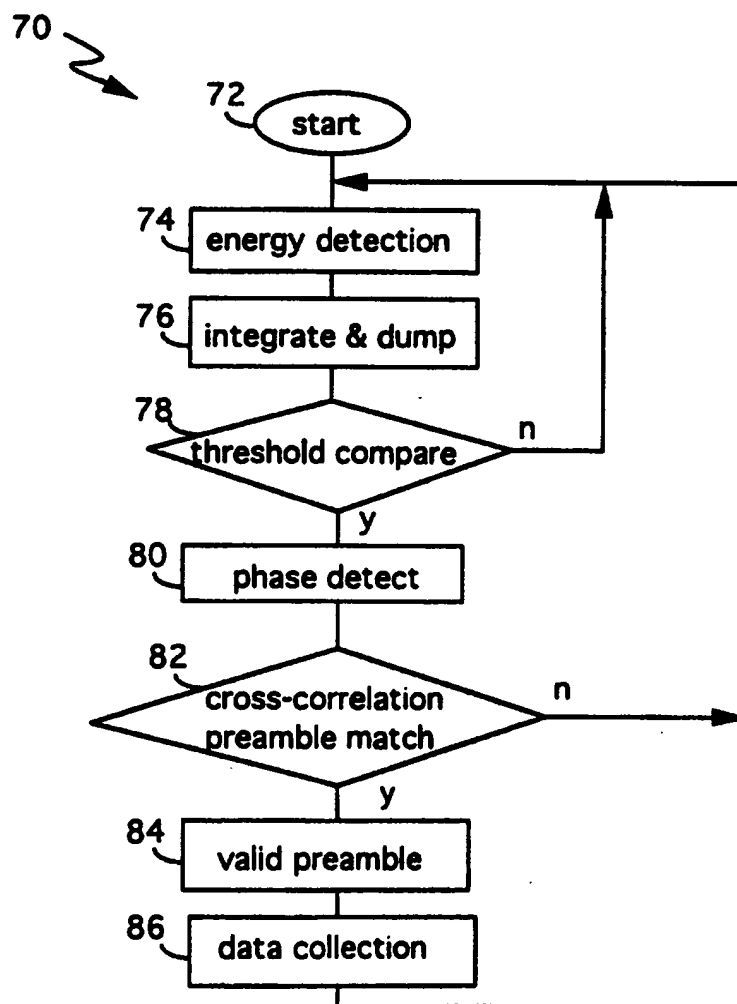 70
72
start
74
energy detection
76
integrate & dump
78
threshold compare
n
y
80
phase detect
82
cross-correlation
preamble match
n
y
84
valid preamble
86
data collection